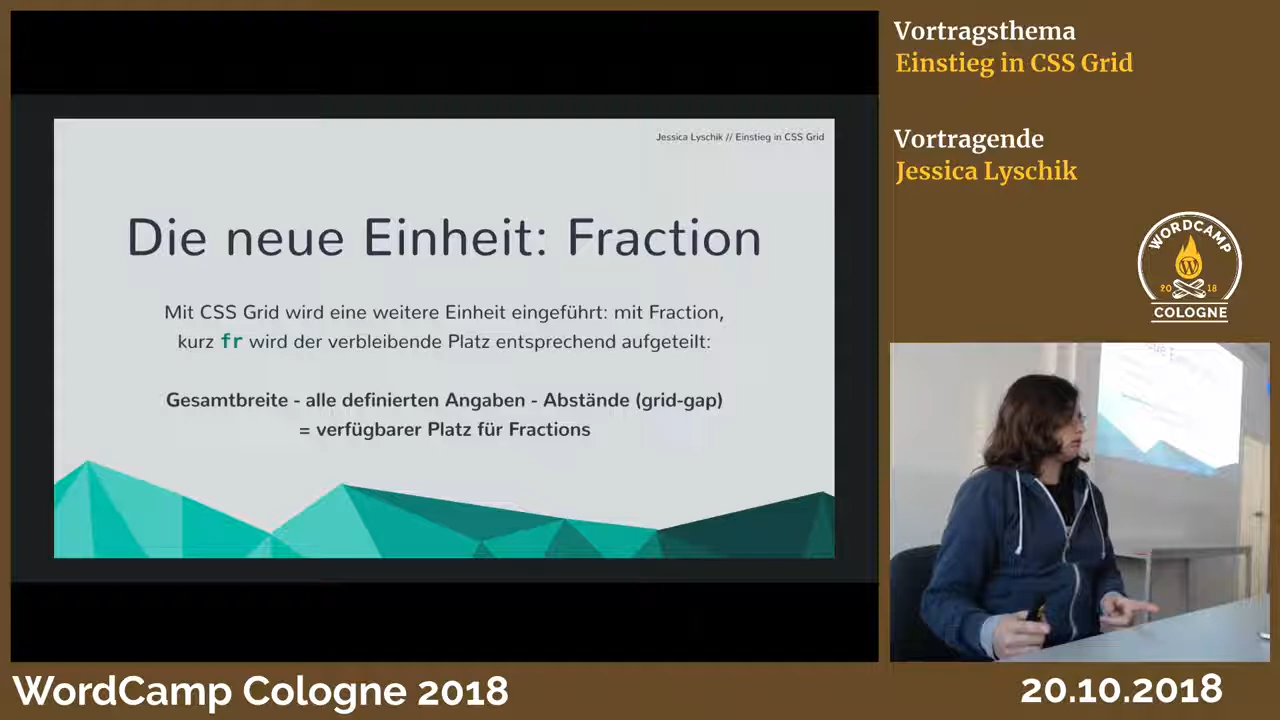 Jessica Lyschik // Einstieg in CSS Grid
Die neue Einheit: Fraction
Mit CSS Grid wird eine weitere Einheit eingeführt: mit Fraction,
kurz fr wird der verbleibende Platz entsprechend aufgeteilt:
Gesamtbreite - alle definierten Angaben - Abstände (grid-gap)
= verfügbarer Platz für Fractions
Vortragsthema
Einstieg in CSS Grid
Vortragende
Jessica Lyschik
WORDCAMP
20 18
COLOGNE
WordCamp Cologne 2018
20.10.2018